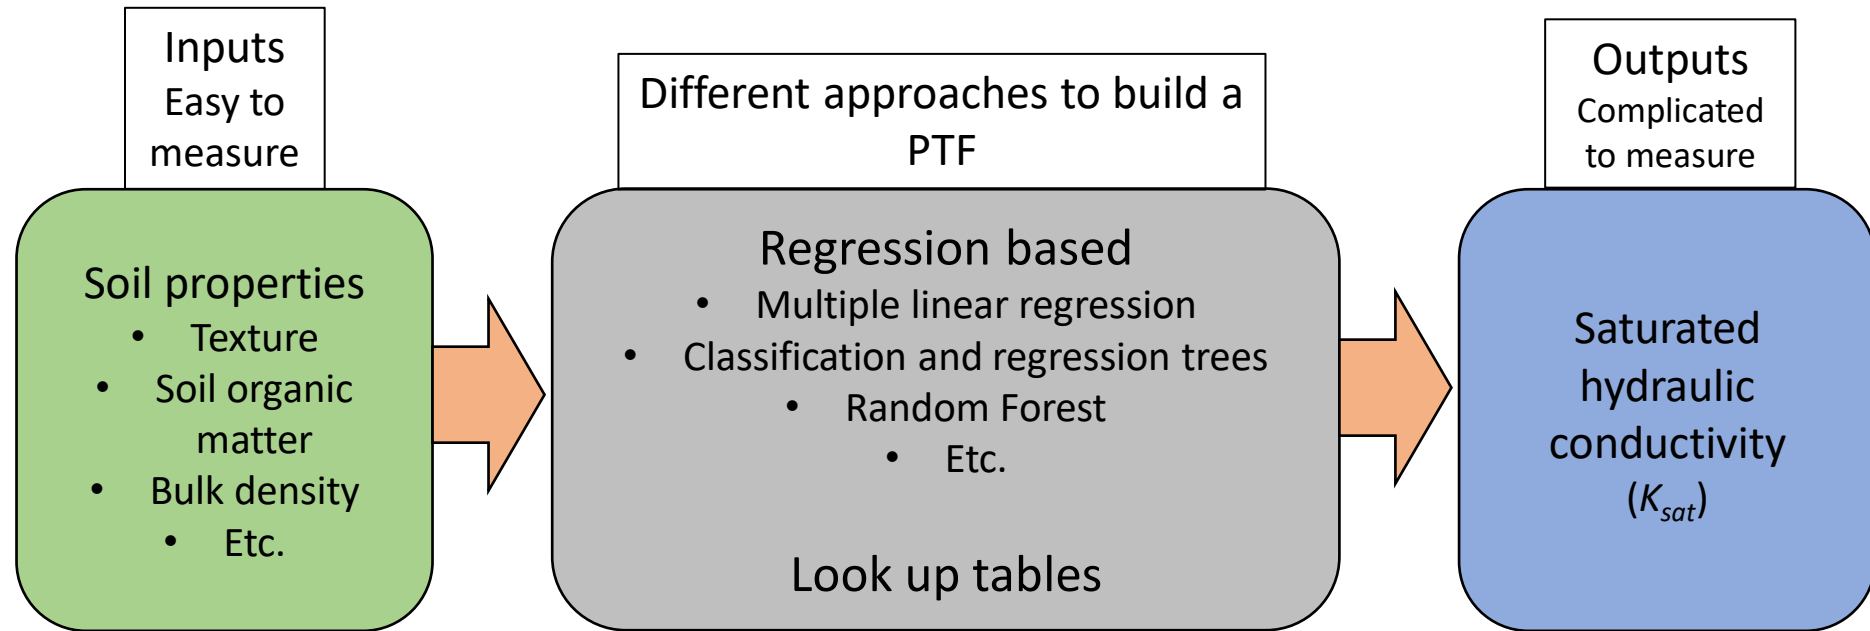 Inputs
Easy to
measure
Soil properties
• Texture
• Soil organic
matter
• Bulk density
• Etc.
Different approaches to build a
PTF
Regression based
• Multiple linear regression
• Classification and regression trees
• Random Forest
• Etc.
Look up tables
Outputs
Complicated
to measure
Saturated
hydraulic
conductivity
(Ksat)